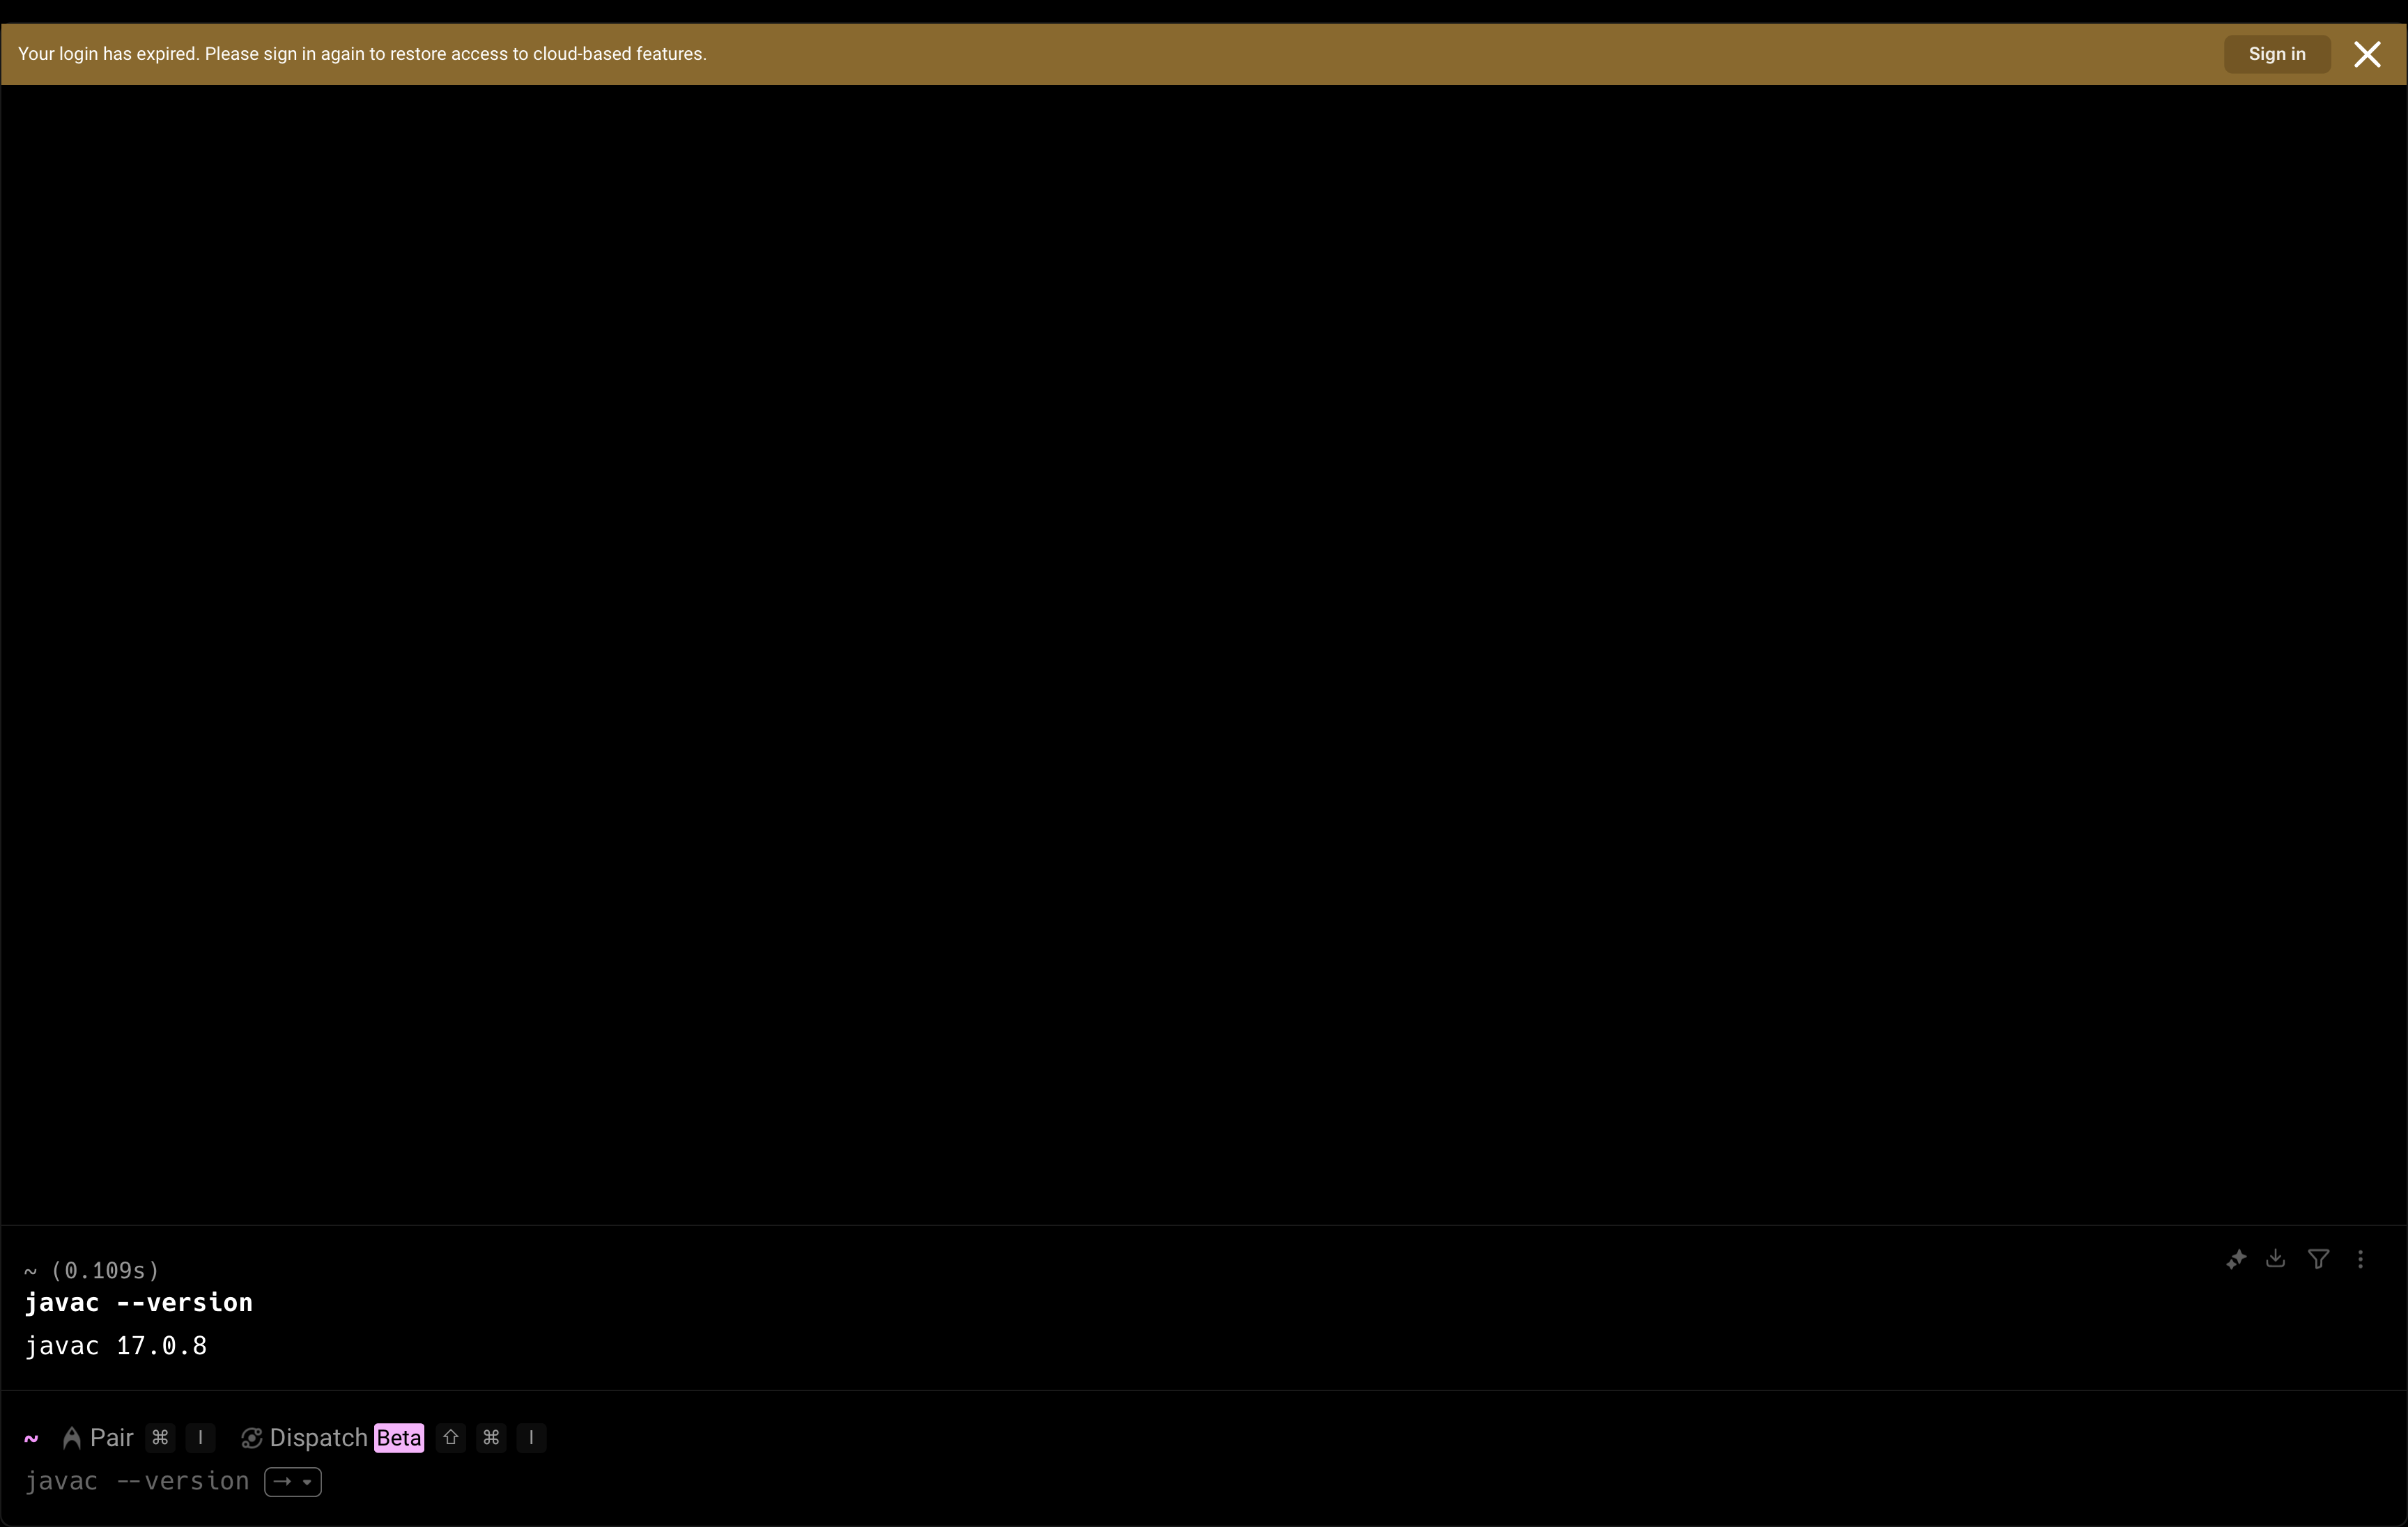 Your login has expired. Please sign in again to restore access to cloud-based features. Sign in
~ (0.109s)
javac --version
javac 17.0.8
~ Pair ⌘ I Dispatch Beta ⇧ ⌘ I
javac --version